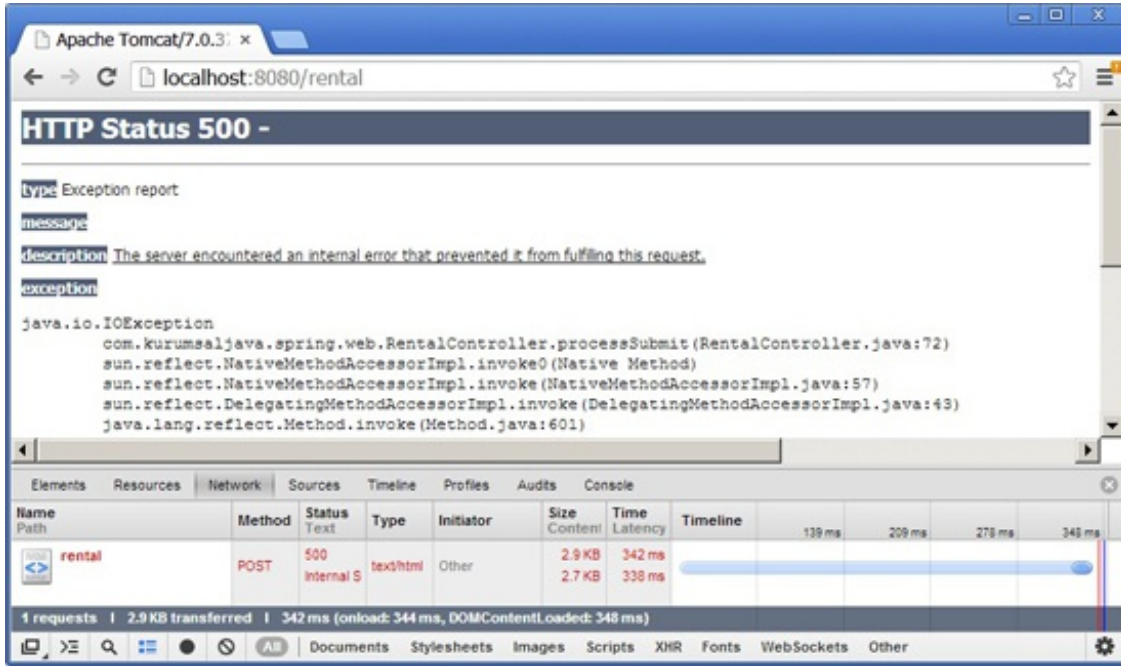 Apache Tomcat/7.0.3
localhost:8080/rental
HTTP Status 500 -
type Exception report
message
description The server encountered an internal error that prevented it from fulfilling this request.
exception
java.io.IOException
com.kurumsaljava.spring.web.RentalController.processSubmit(RentalController.java:72)
sun.reflect.NativeMethodAccessorImpl.invoke0(Native Method)
sun.reflect.NativeMethodAccessorImpl.invoke(NativeMethodAccessorImpl.java:57)
sun.reflect.DelegatingMethodAccessorImpl.invoke(DelegatingMethodAccessorImpl.java:43)
java.lang.reflect.Method.invoke(Method.java:601)
Elements Resources Network Sources Timeline Profiles Audits Console
Name Method Status Type Initiator Size Time Timeline
Path Text Content Latency 139 ms 209 ms 278 ms 348 ms
rental POST 500 text/html Other 2.9 KB 342 ms
Internal S 2.7 KB 338 ms
1 requests | 2.9 KB transferred | 342 ms (onload: 344 ms, DOMContentLoaded: 348 ms)
All Documents Stylesheets Images Scripts XHR Fonts WebSockets Other